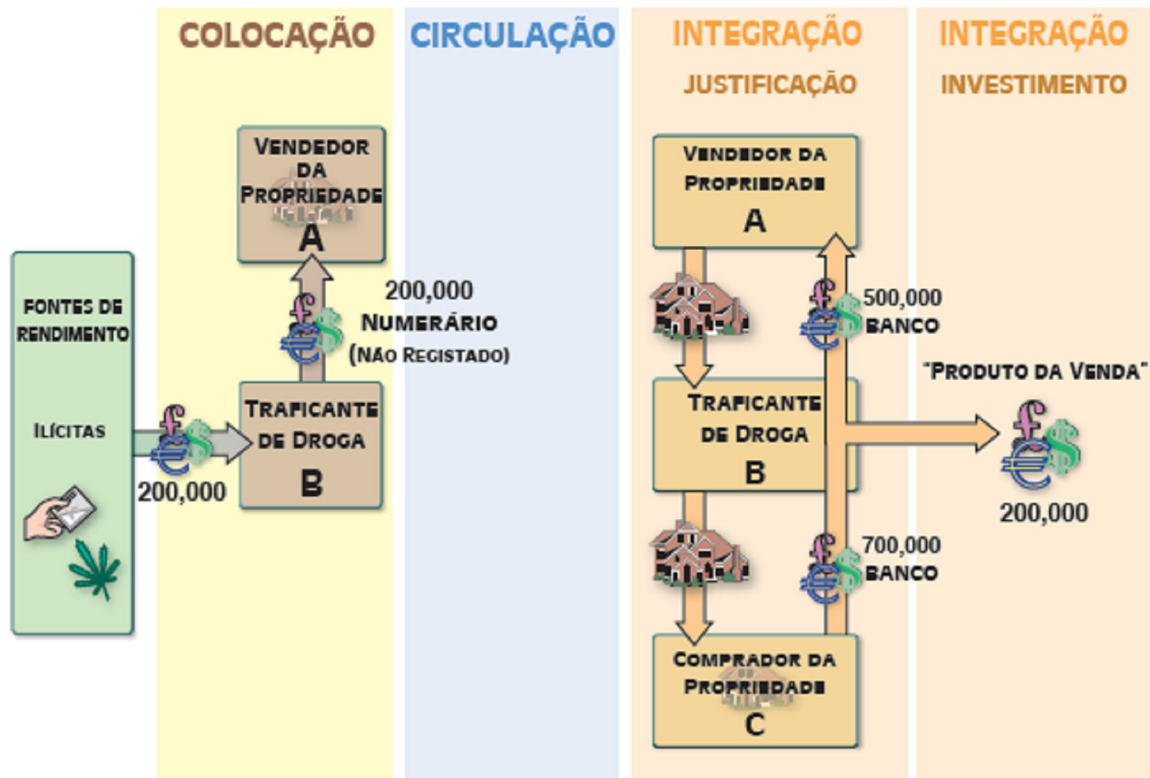 COLOCAÇÃO
CIRCULAÇÃO
INTEGRAÇÃO
INTEGRAÇÃO
JUSTIFICAÇÃO
INVESTIMENTO
VENDEDOR
DA
PROPRIEDADE
A
200,000
NUMERÁRIO
(NÃO REGISTADO)
FONTES DE
RENDIMENTO
ILÍCITAS
200,000
TRAFICANTE
DE DROGA
B
VENDEDOR DA
PROPRIEDADE
A
500,000
BANCO
TRAFICANTE
DE DROGA
B
"PRODUTO DA VENDA"
200,000
700,000
BANCO
COMPRADOR DA
PROPRIEDADE
C